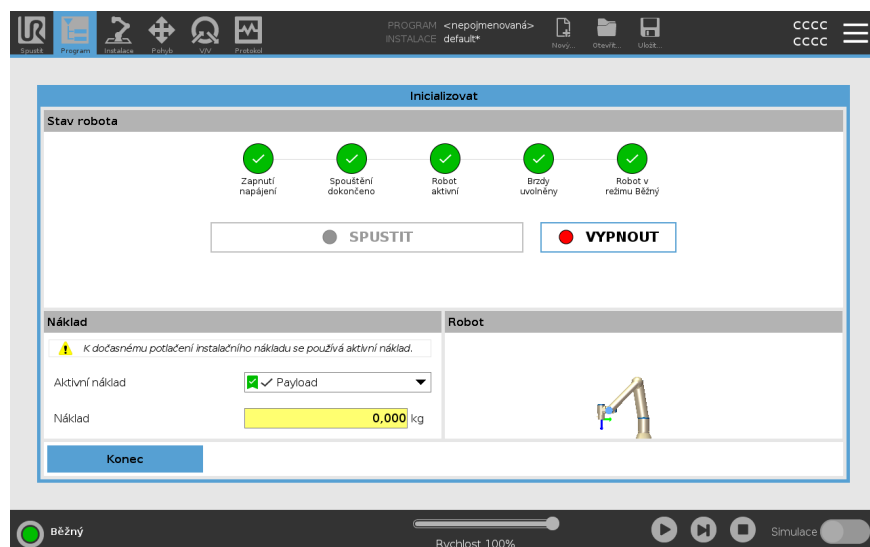 PROGRAM <nepojmenovaná>
INSTALACE default*
Spustit
Program
Instalace
Pohyb
V/V
Protokol
Nový...
Otevřít...
Uložit...
CCCC
CCCC
Inicializovat
Stav robota
Zapnutí
napájení
Spouštění
dokončeno
Robot
aktivní
Brzdy
uvolněny
Robot v
režimu Běžný
SPUSTIT
VYPNOUT
Náklad
Robot
K dočasnému potlačení instalačního nákladu se používá aktivní náklad.
Aktivní náklad
Payload
Náklad
0,000 kg
Konec
Běžný
Rychlost 100%
Simulace